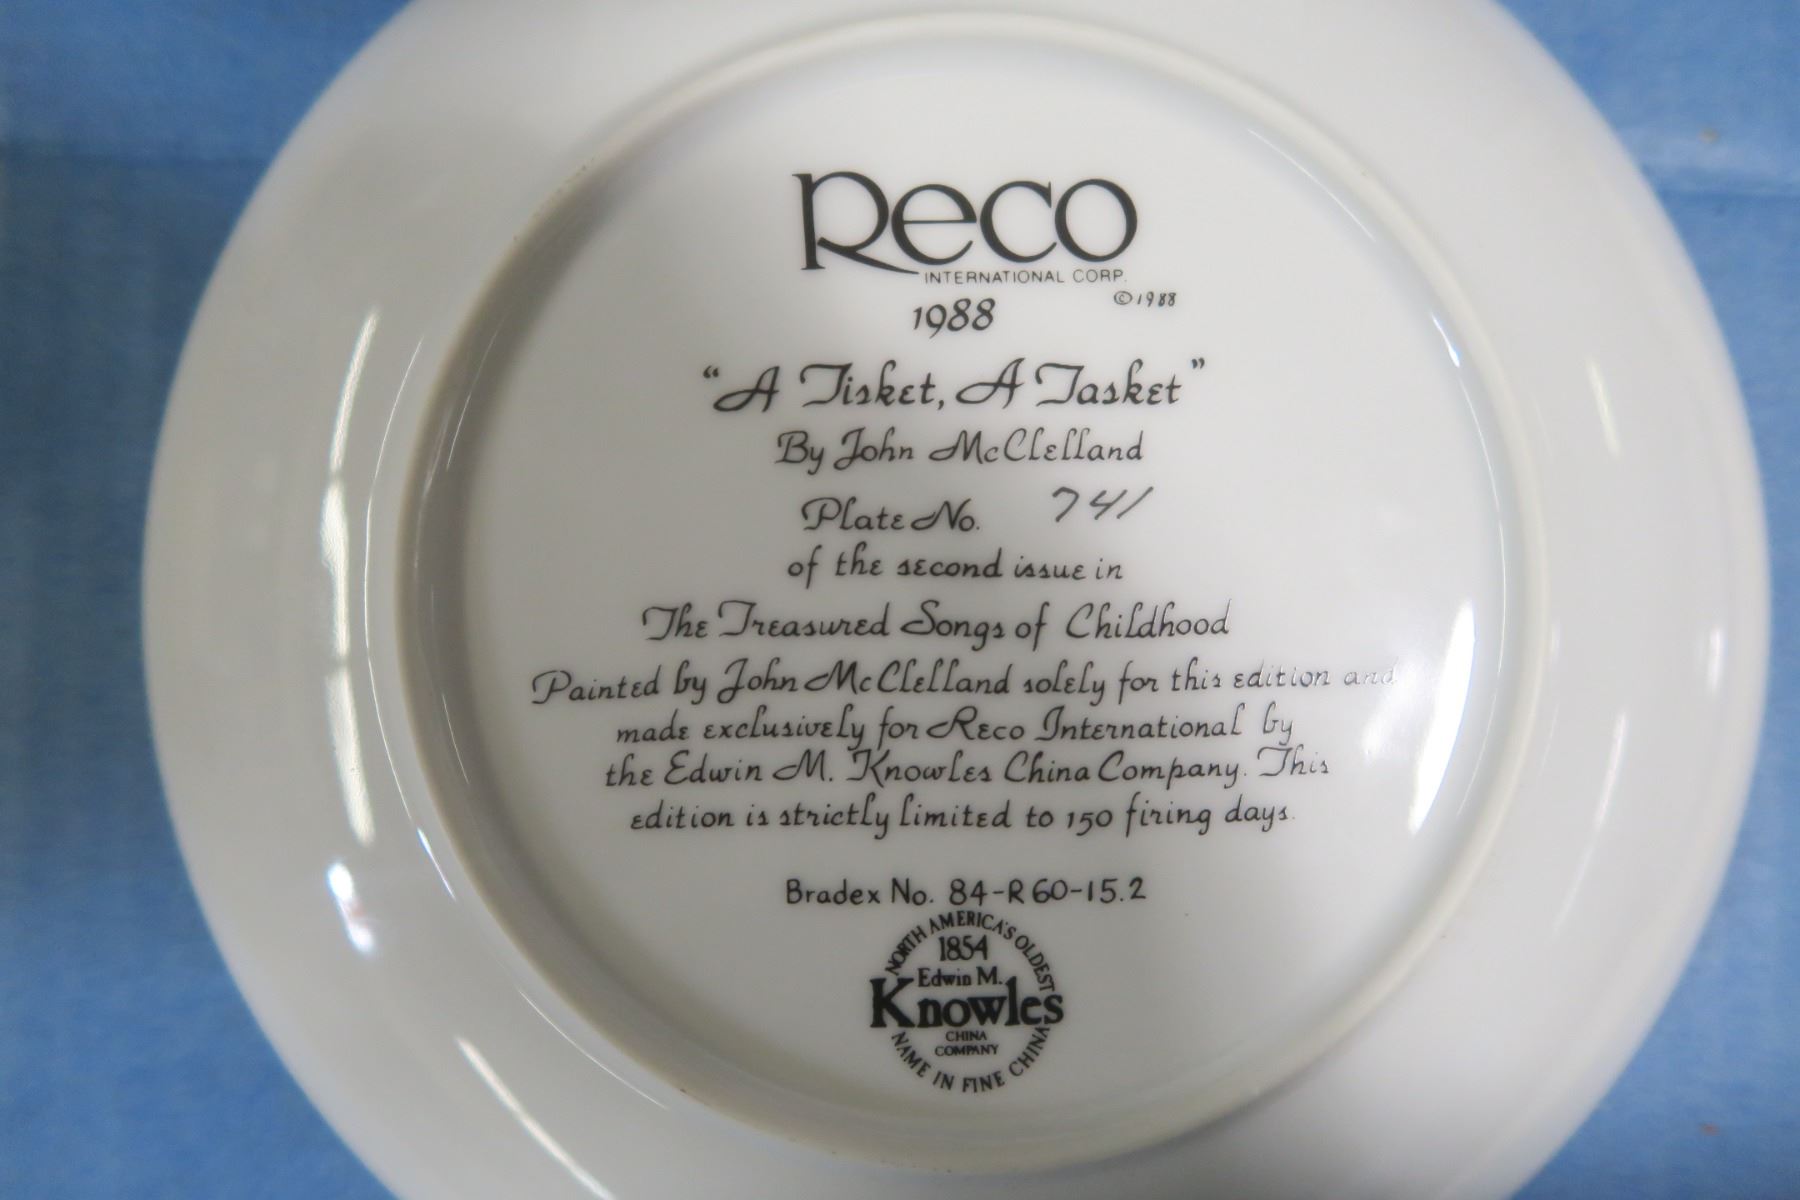 Reco
INTERNATIONAL CORP.
©1988
1988
"A Tisket, A Tasket"
By John McClelland
Plate No. 741
of the second issue in
The Treasured Songs of Childhood
Painted by John McClelland solely for this edition and
made exclusively for Reco International by
the Edwin M. Knowles China Company. This
edition is strictly limited to 150 firing days.
Bradex No. 84-R60-15.2
NORTH AMERICA'S OLDEST
1854
Edwin M.
Knowles
CHINA
COMPANY
NAME IN FINE CHINA